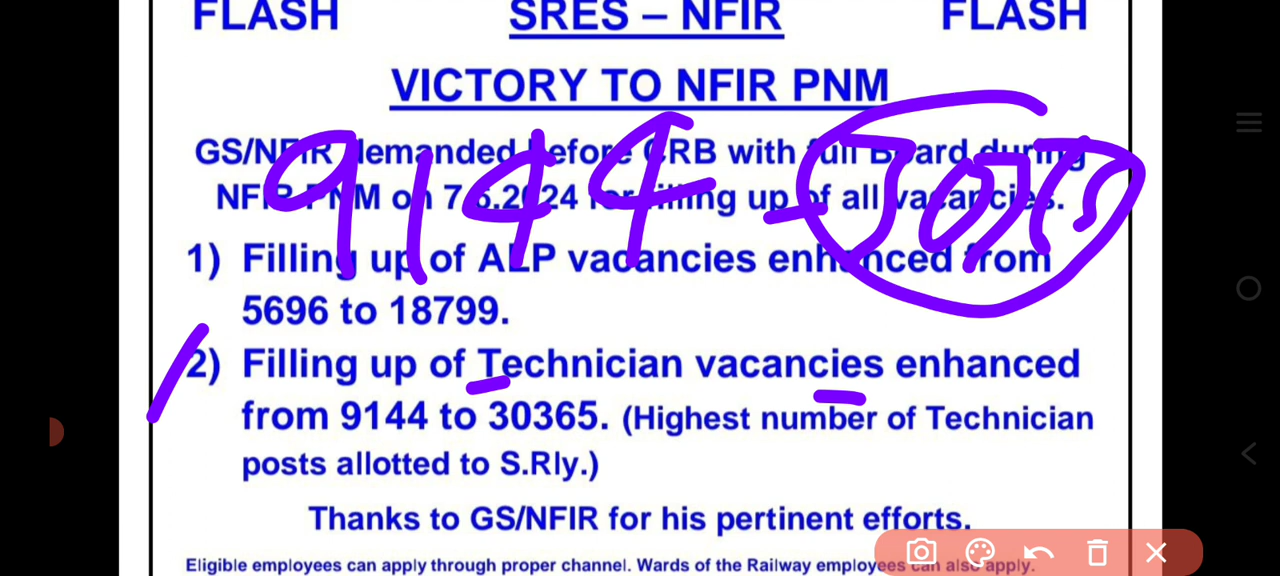 FLASH SRES – NFIR FLASH
VICTORY TO NFIR PNM
GS/NFIR demanded before CRB with full Board during
NFIR PNM on 7.6.2024 for filling up of all vacancies.
9144 -
1) Filling up of ALP vacancies enhanced from
5696 to 18799.
2) Filling up of Technician vacancies enhanced
from 9144 to 30365. (Highest number of Technician
posts allotted to S.Rly.)
Thanks to GS/NFIR for his pertinent efforts.
Eligible employees can apply through proper channel. Wards of the Railway employees can also apply.